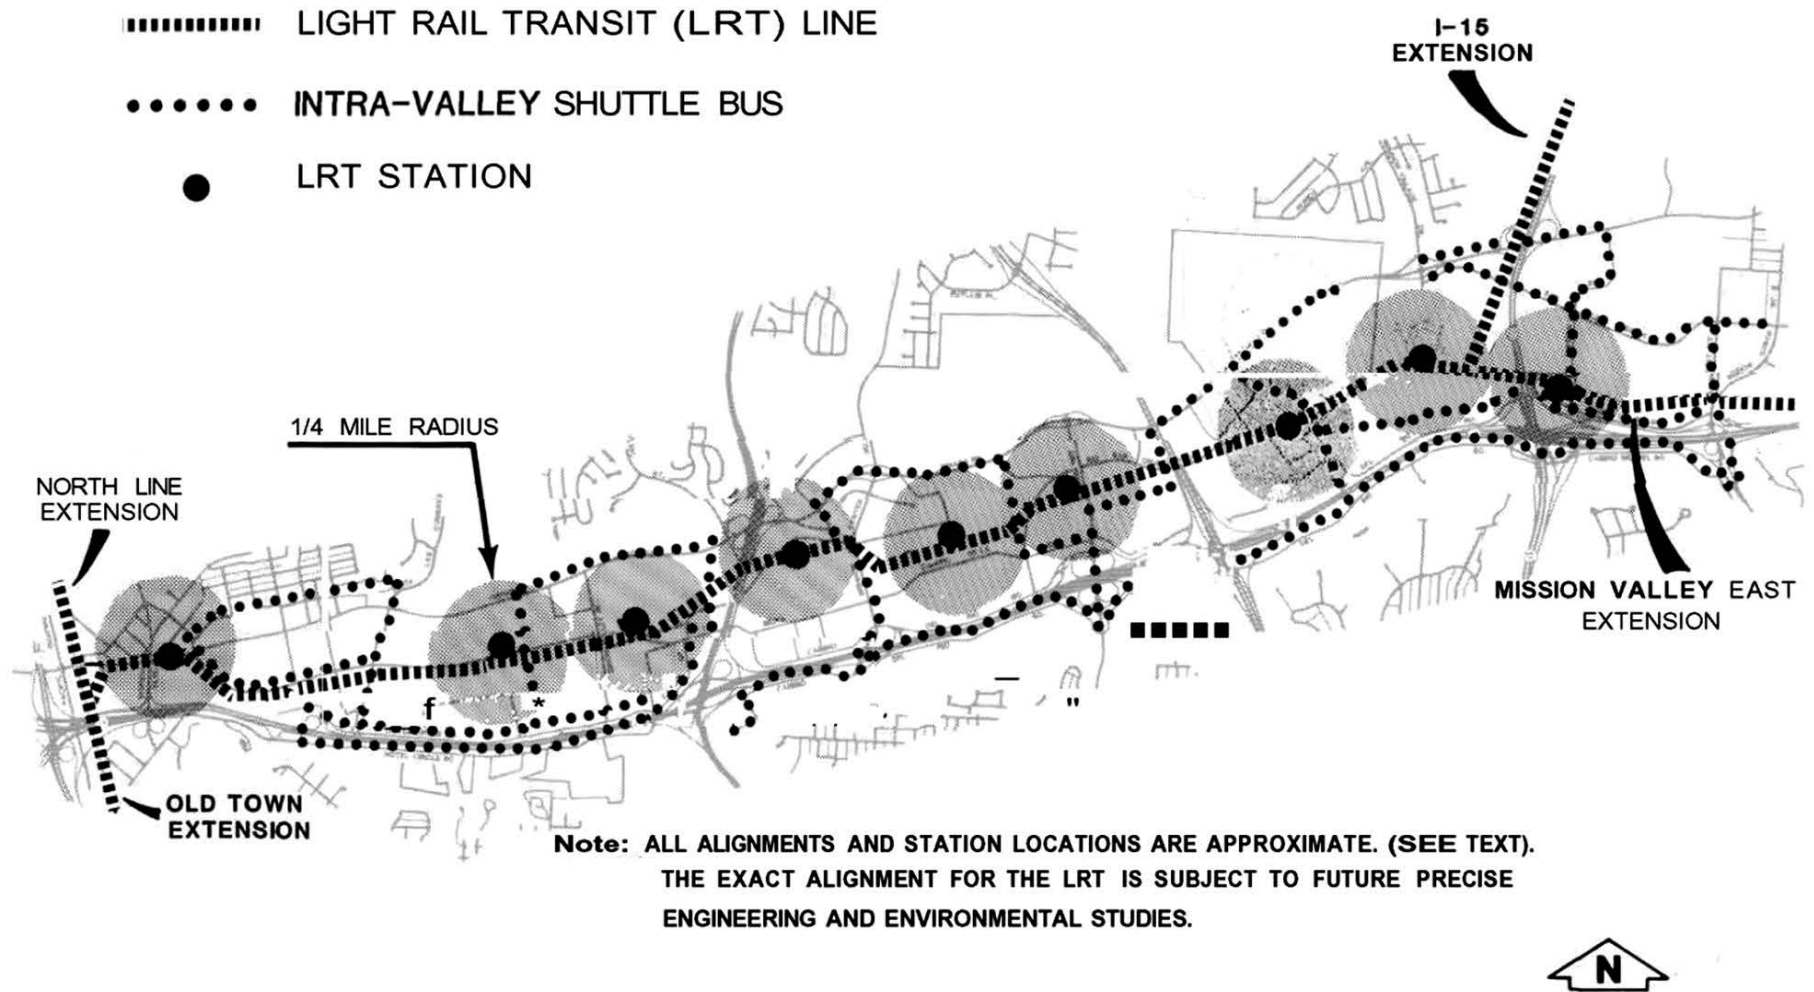 LIGHT RAIL TRANSIT (LRT) LINE
INTRA-VALLEY SHUTTLE BUS
LRT STATION
I-15
EXTENSION
1/4 MILE RADIUS
NORTH LINE
EXTENSION
MISSION VALLEY EAST
EXTENSION
OLD TOWN
EXTENSION
Note: ALL ALIGNMENTS AND STATION LOCATIONS ARE APPROXIMATE. (SEE TEXT).
THE EXACT ALIGNMENT FOR THE LRT IS SUBJECT TO FUTURE PRECISE
ENGINEERING AND ENVIRONMENTAL STUDIES.
N